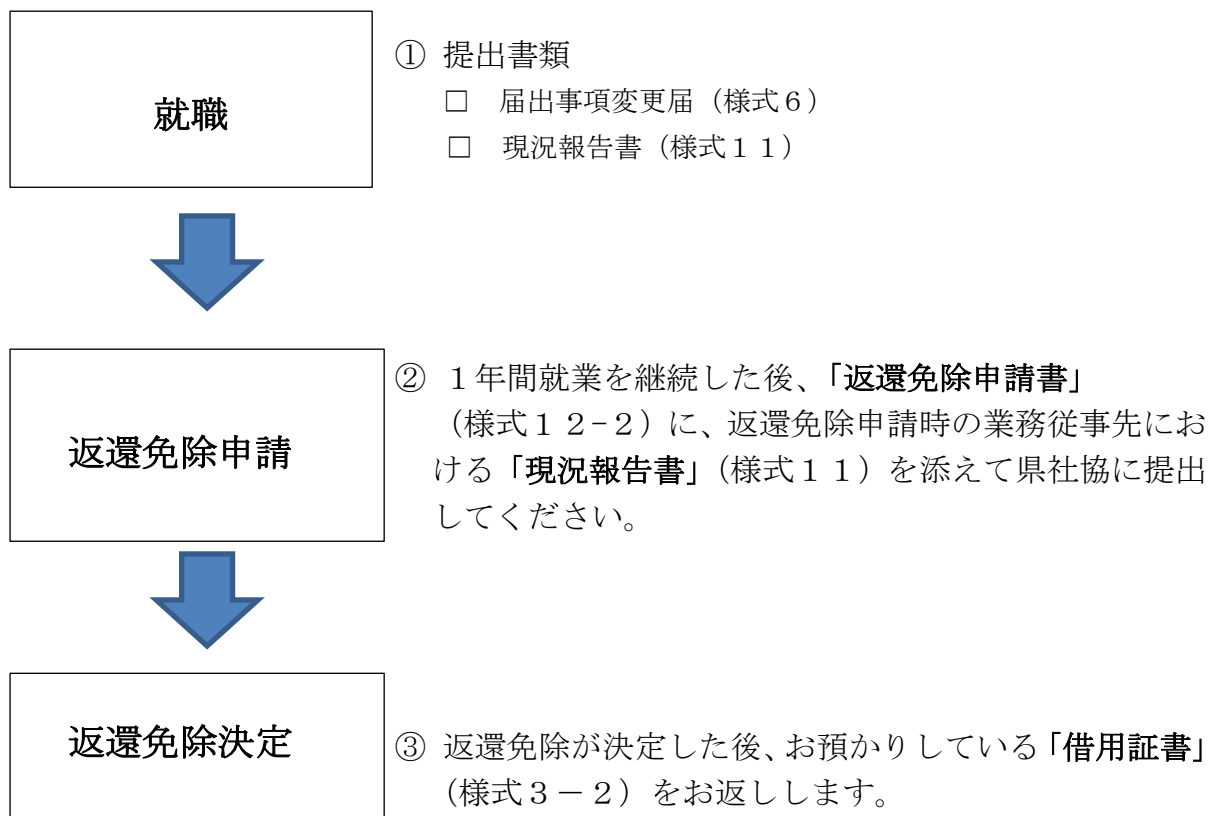 就職
① 提出書類
□ 届出事項変更届（様式６）
□ 現況報告書（様式１１）
返還免除申請
② １年間就業を継続した後、「返還免除申請書」
（様式１２−２）に、返還免除申請時の業務従事先にお
ける「現況報告書」（様式１１）を添えて県社協に提出
してください。
返還免除決定
③ 返還免除が決定した後、お預かりしている「借用証書」
（様式３－２）をお返しします。